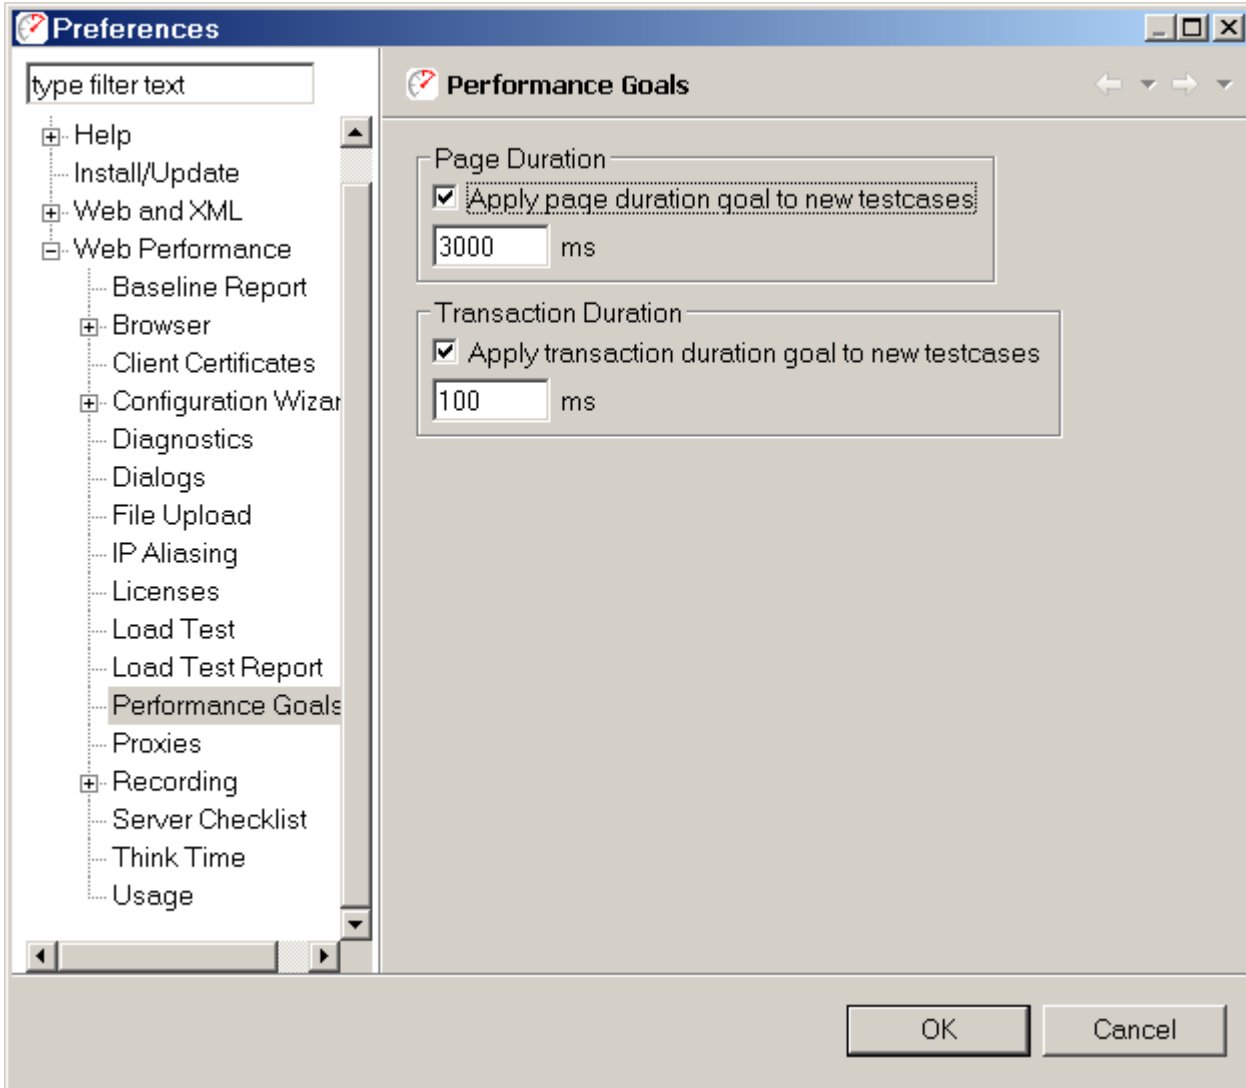 Preferences
type filter text
Help
Install/Update
Web and XML
Web Performance
Baseline Report
Browser
Client Certificates
Configuration Wizar
Diagnostics
Dialogs
File Upload
IP Aliasing
Licenses
Load Test
Load Test Report
Performance Goals
Proxies
Recording
Server Checklist
Think Time
Usage
Performance Goals
Page Duration
Apply page duration goal to new testcases
3000 ms
Transaction Duration
Apply transaction duration goal to new testcases
100 ms
OK Cancel